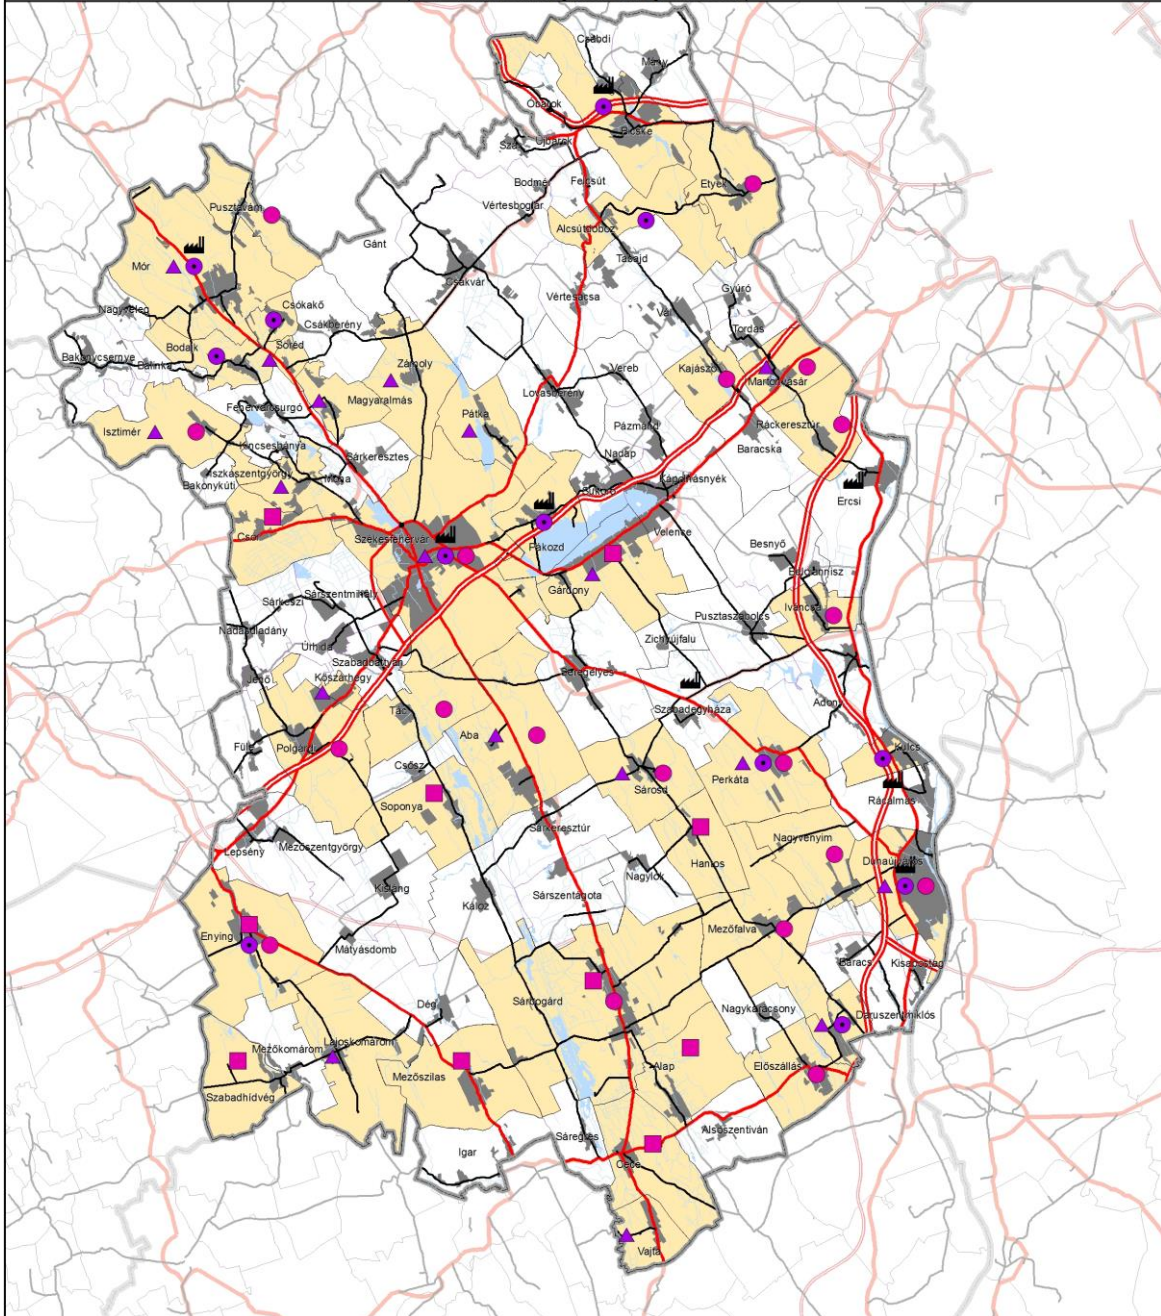 Csabdi
Mány
Óbarok
Bicske
Újbarok
Szár
Etyek
Bodmér
Felcsút
Vértesboglár
Pusztavám
Alcsútdoboz
Gánt
Tabajd
Mór
Csákvár
Gyúró
Vértesacsa
Nagyveleg
Csókakő
Vál
Csákberény
Tordas
Bodajk
Söréd
Bakonycsernye
Balinka
Zámoly
Vereb
Kajászó
Martonvásár
Lovasberény
Magyaralmás
Fehérvárcsurgó
Pátka
Isztimér
Pázmánd
Ráckeresztúr
Kincsesbánya
Baracska
Sárkeresztes
Nadap
Iszkaszentgyörgy
Moha
Bakonykúti
Kápolnásnyék
Sukoró
Ercsi
Csór
Székesfehérvár
Velence
Pákozd
Besnyő
Beloiannisz
Gárdony
Sárszentmihály
Sárkeszi
Iváncsa
Pusztaszabolcs
Nádasdladány
Zichyújfalu
Úrhida
Szabadbattyán
Seregélyes
Jenő
Kőszárhegy
Adony
Tác
Szabadegyháza
Aba
Füle
Polgárdi
Kulcs
Csősz
Perkáta
Sárosd
Rácalmás
Soponya
Sárkeresztúr
Nagyvenyim
Lepsény
Mezőszentgyörgy
Hantos
Dunaújváros
Nagylók
Kisláng
Sárszentágota
Káloz
Mezőfalva
Enying
Mátyásdomb
Baracs
Kisapostag
Sárbogárd
Dég
Nagykarácsony
Daruszentmiklós
Lajoskomárom
Mezőkomárom
Alap
Előszállás
Mezőszilas
Szabadhídvég
Alsószentiván
Sáregres
Igar
Cece
Vajta